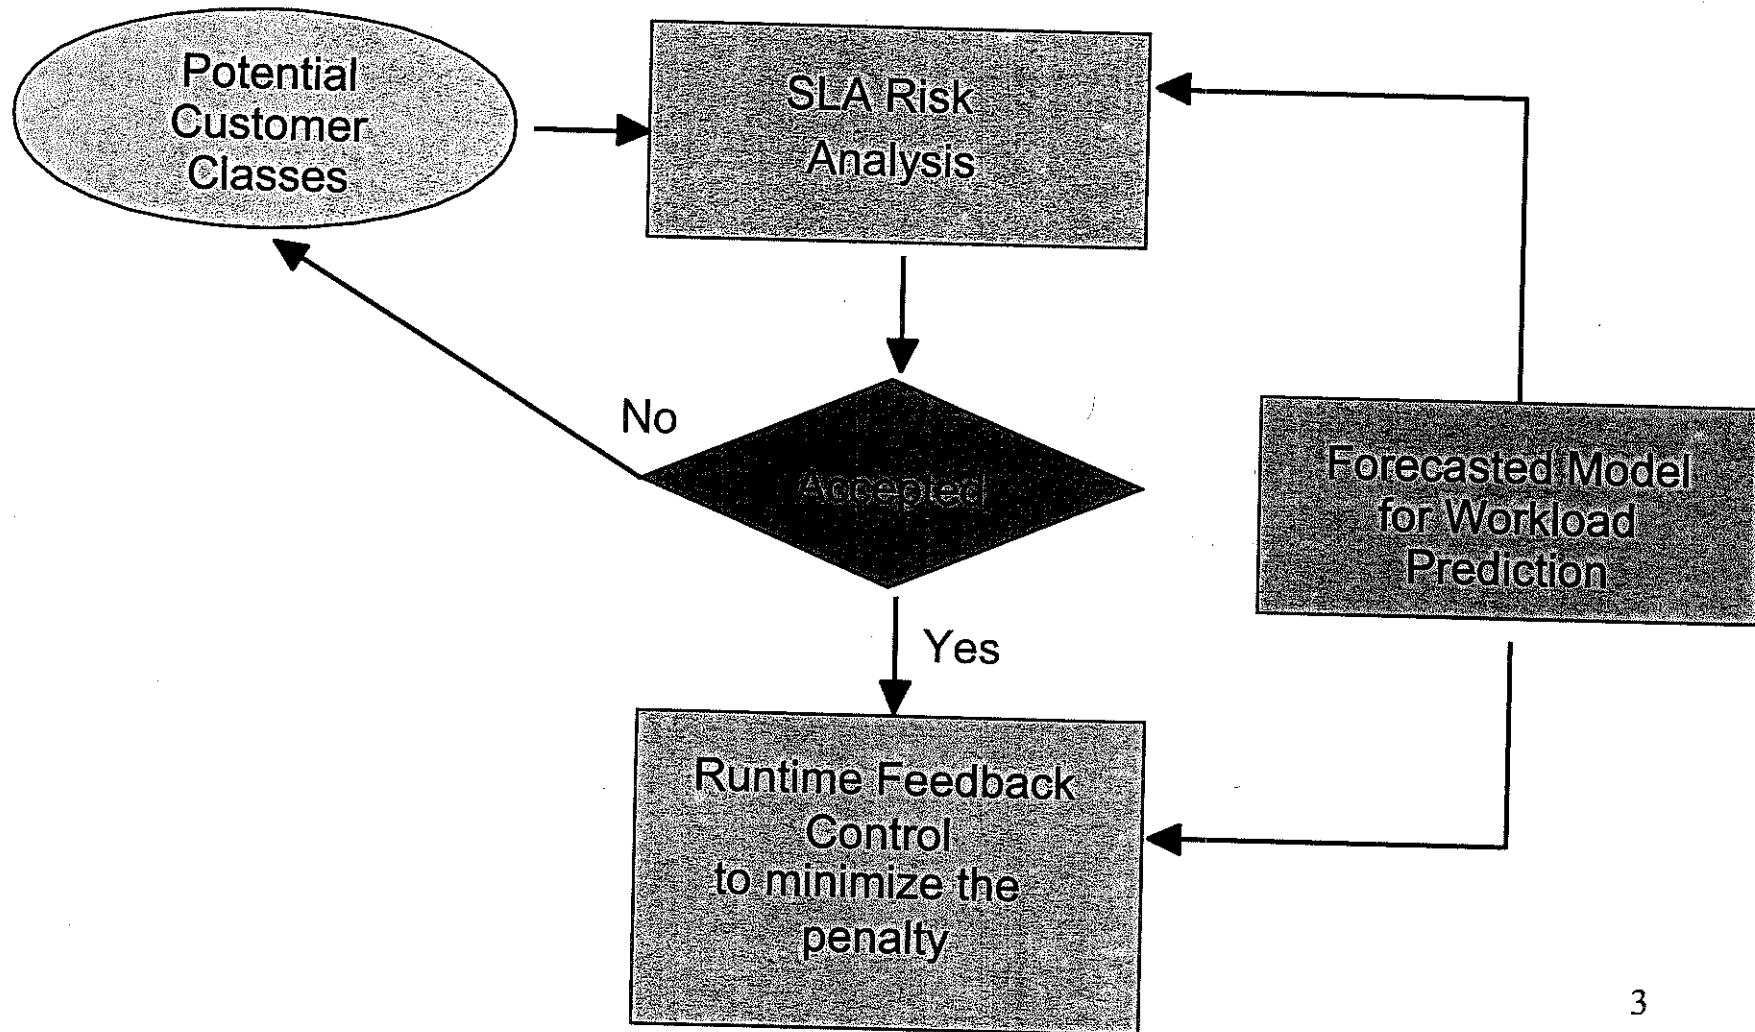 Potential
Customer
Classes
SLA Risk
Analysis
No
Accepted
Forecasted Model
for Workload
Prediction
Yes
Runtime Feedback
Control
to minimize the
penalty
3